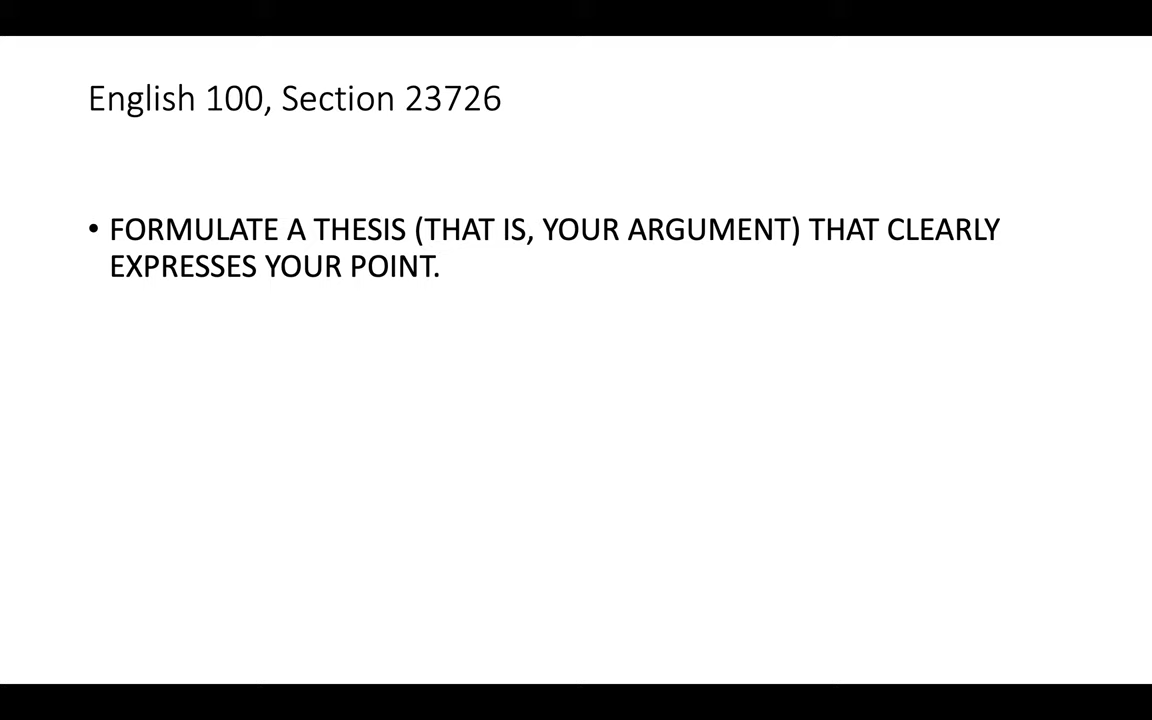 English 100, Section 23726
• FORMULATE A THESIS (THAT IS, YOUR ARGUMENT) THAT CLEARLY
EXPRESSES YOUR POINT.